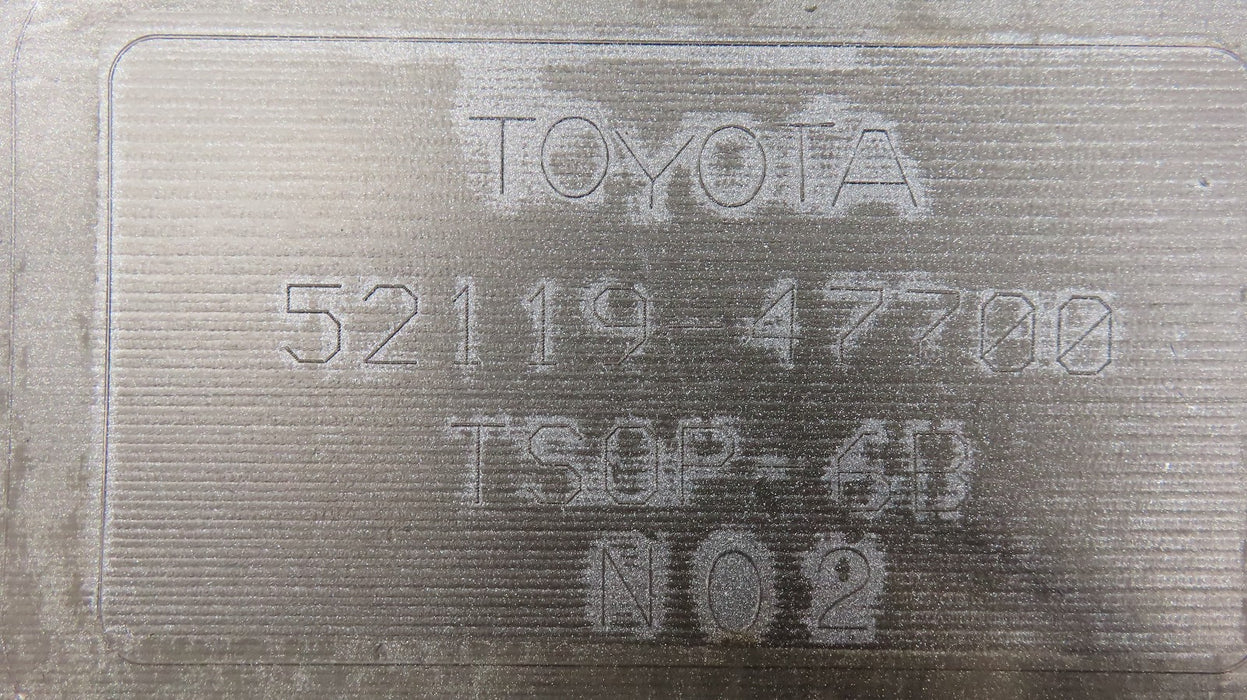 TOYOTA
52119-47700
TSOP-6B
NO2